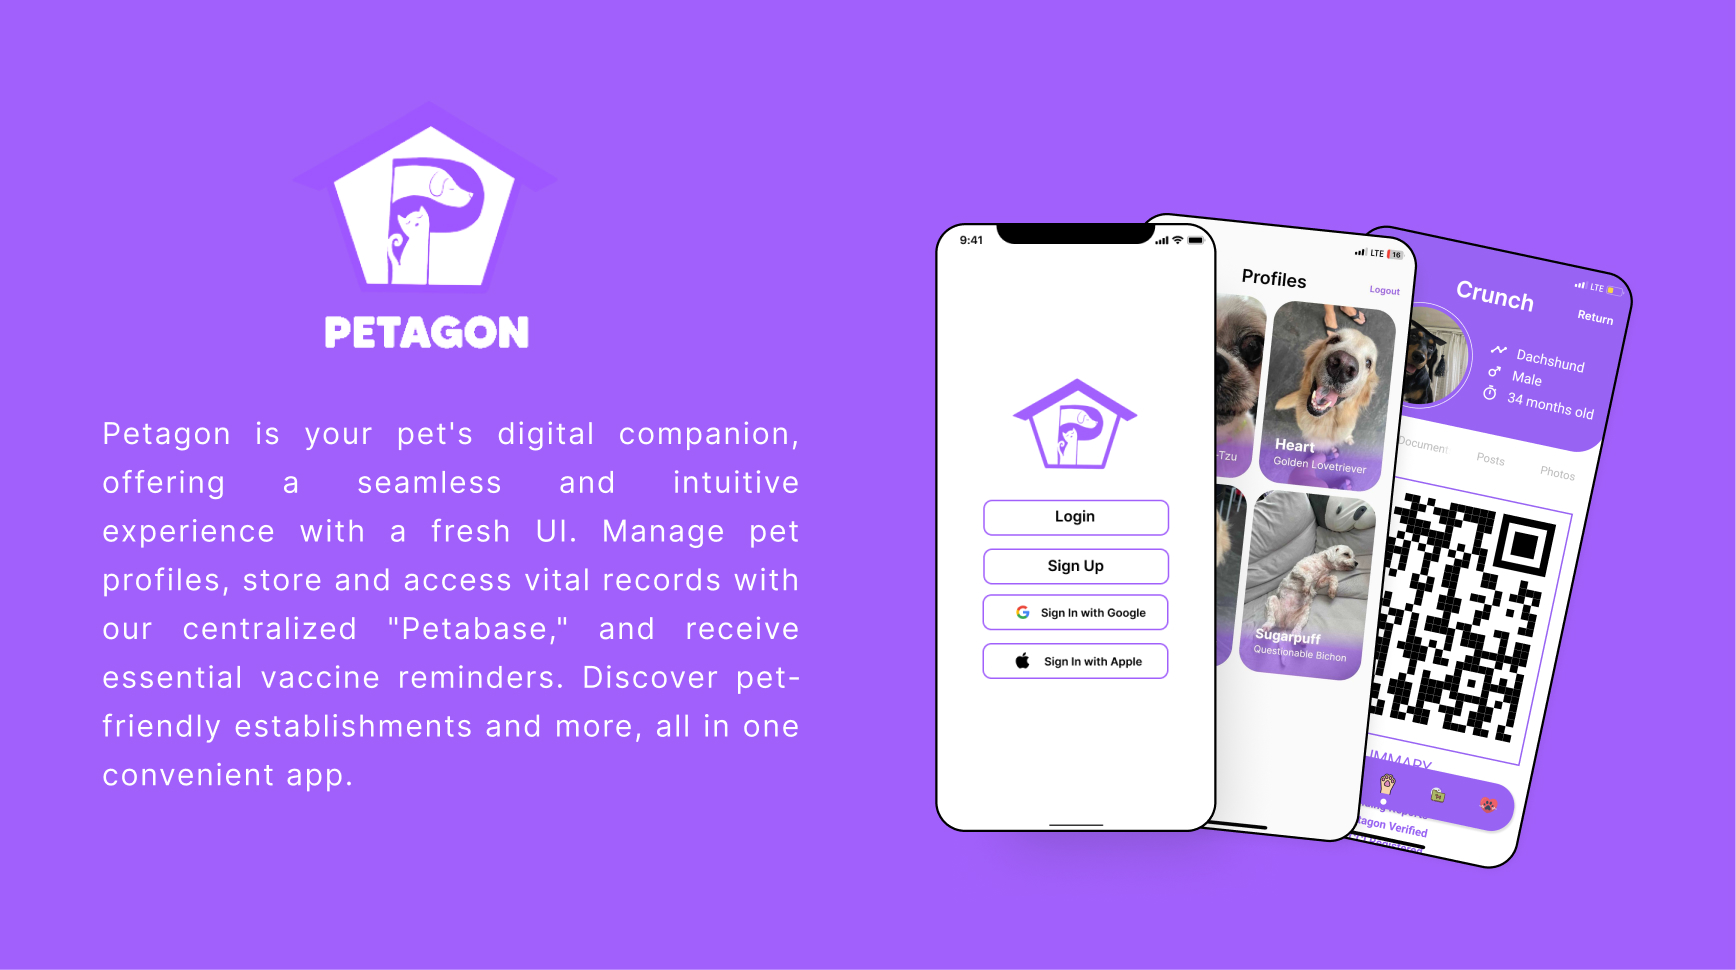 PETAGON
Petagon is your pet's digital companion,
offering a seamless and intuitive
experience with a fresh UI. Manage pet
profiles, store and access vital records with
our centralized "Petabase," and receive
essential vaccine reminders. Discover pet-
friendly establishments and more, all in one
convenient app.
9:41
Login
Sign Up
Sign In with Google
Sign In with Apple
LTE 16
Profiles
Logout
-Tzu
Heart
Golden Lovetriever
Sugarpuff
Questionable Bichon
LTE
Crunch
Return
Dachshund
Male
34 months old
Document
Posts
Photos
UMMARY
tagon Verified